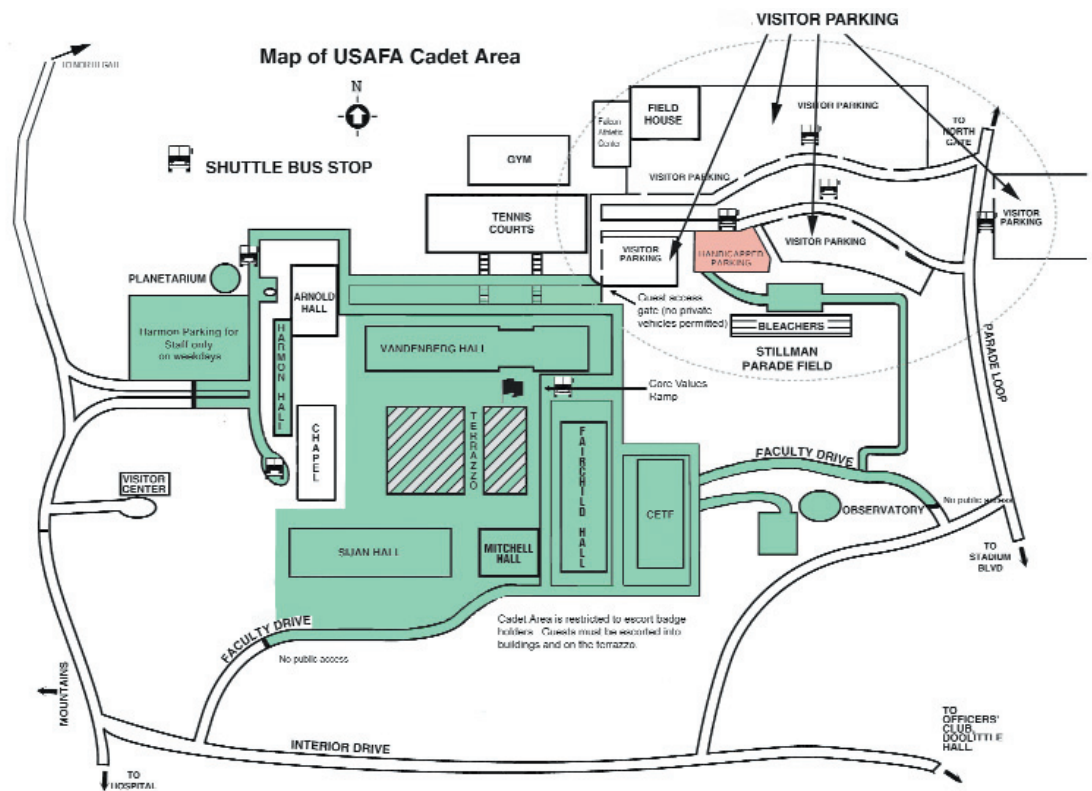 VISITOR PARKING
Map of USAFA Cadet Area
N
SHUTTLE BUS STOP
FIELD
HOUSE
Falcon
Athletic
Center
VISITOR PARKING
TO
NORTH
GATE
GYM
VISITOR PARKING
TENNIS
COURTS
VISITOR
PARKING
VISITOR
PARKING
HANDICAPPED
PARKING
VISITOR PARKING
PLANETARIUM
ARNOLD
HALL
Guest access
gate (no private
vehicles permitted)
BLEACHERS
STILLMAN
PARADE FIELD
PARADE LOOP
Harmon Parking for
Staff only
on weekdays
HARMON HALL
VANDENBERG HALL
Core Values
Ramp
CHAPEL
TERRAZZO
FAIRCHILD HALL
FACULTY DRIVE
VISITOR
CENTER
CETF
OBSERVATORY
No public access
SIJAN HALL
MITCHELL
HALL
TO
STADIUM
BLVD
Cadet Area is restricted to escort badge
holders. Guests must be escorted into
buildings and on the terrazzo.
FACULTY DRIVE
No public access
MOUNTAINS
INTERIOR DRIVE
TO
OFFICERS'
CLUB,
DOOLITTLE
HALL
TO
HOSPITAL